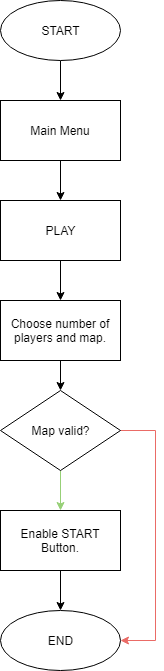 START
Main Menu
PLAY
Choose number of
players and map.
Map valid?
Enable START
Button.
END